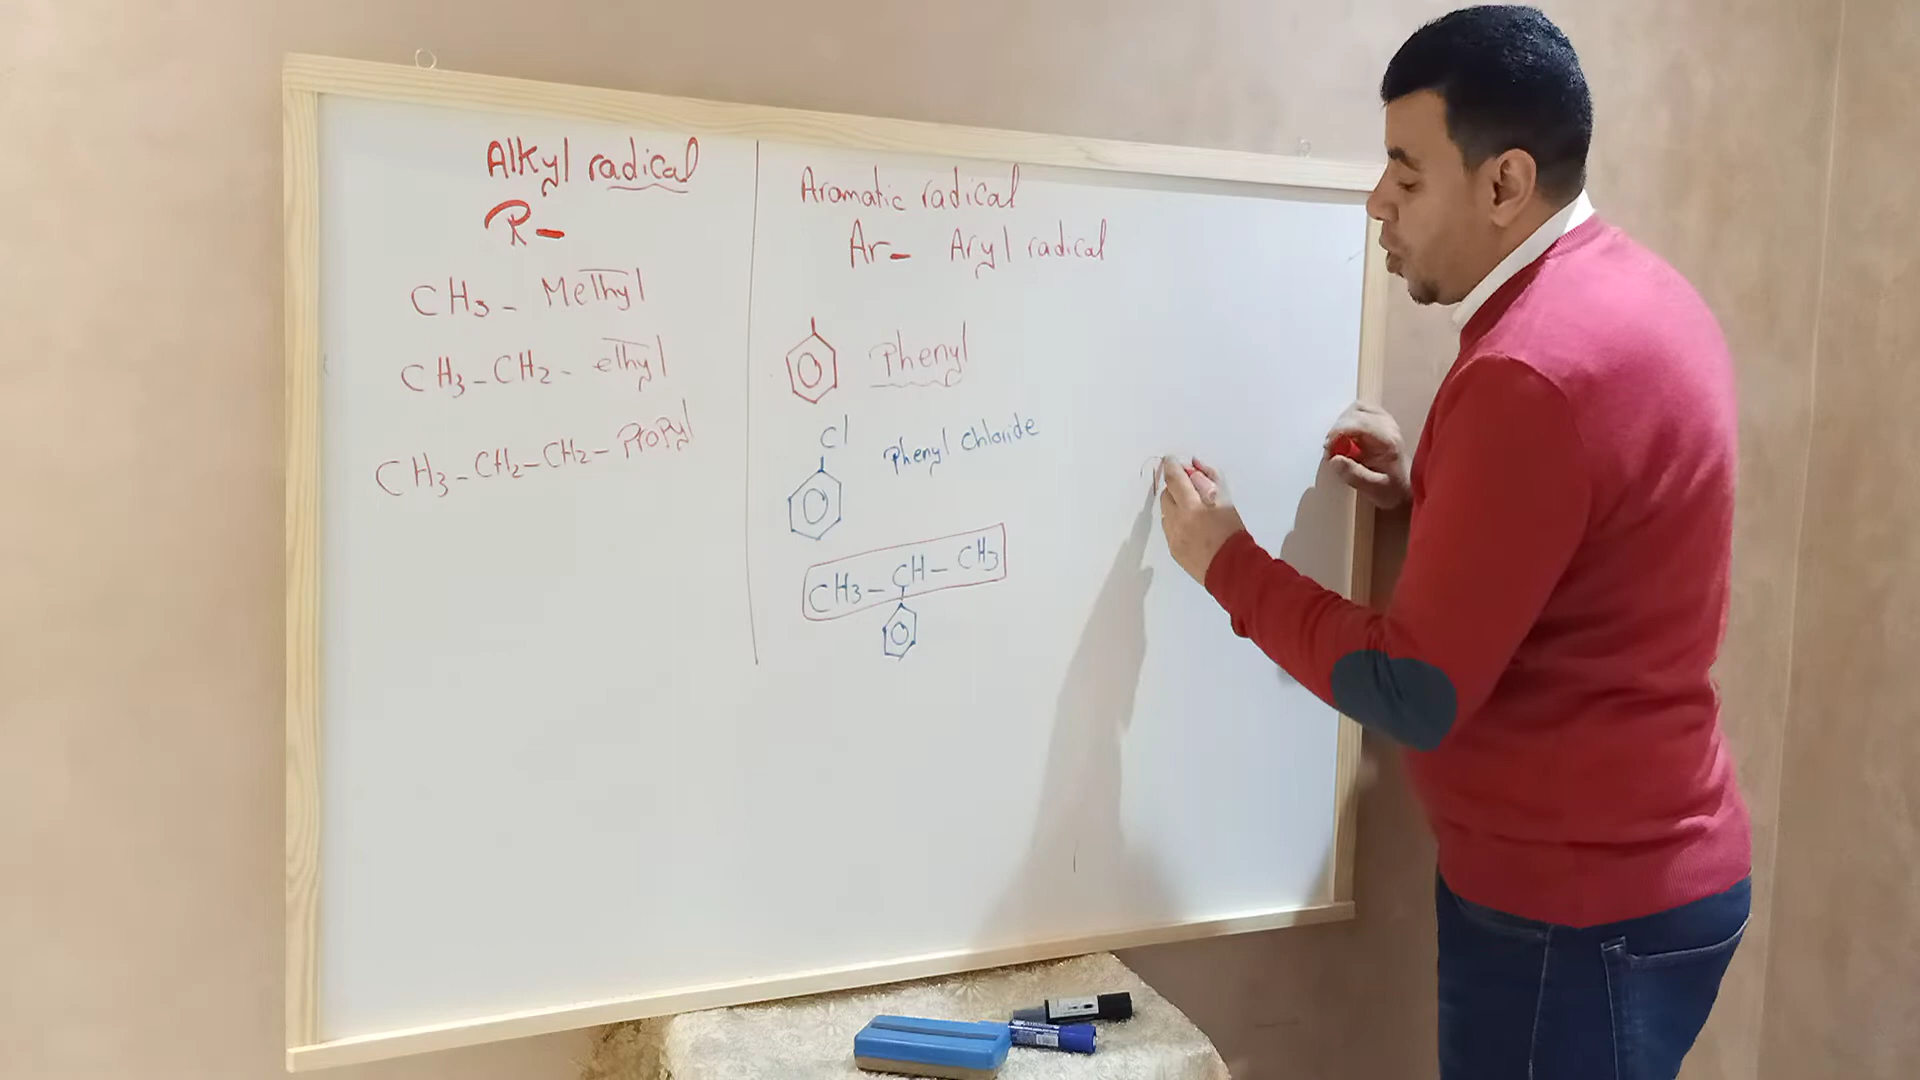 Alkyl radical
R-
CH3- Methyl
CH3-CH2- ethyl
CH3-CH2-CH2- Propyl
Aromatic radical
Ar- Aryl radical
Phenyl
Cl
Phenyl Chloride
CH3-CH-CH3